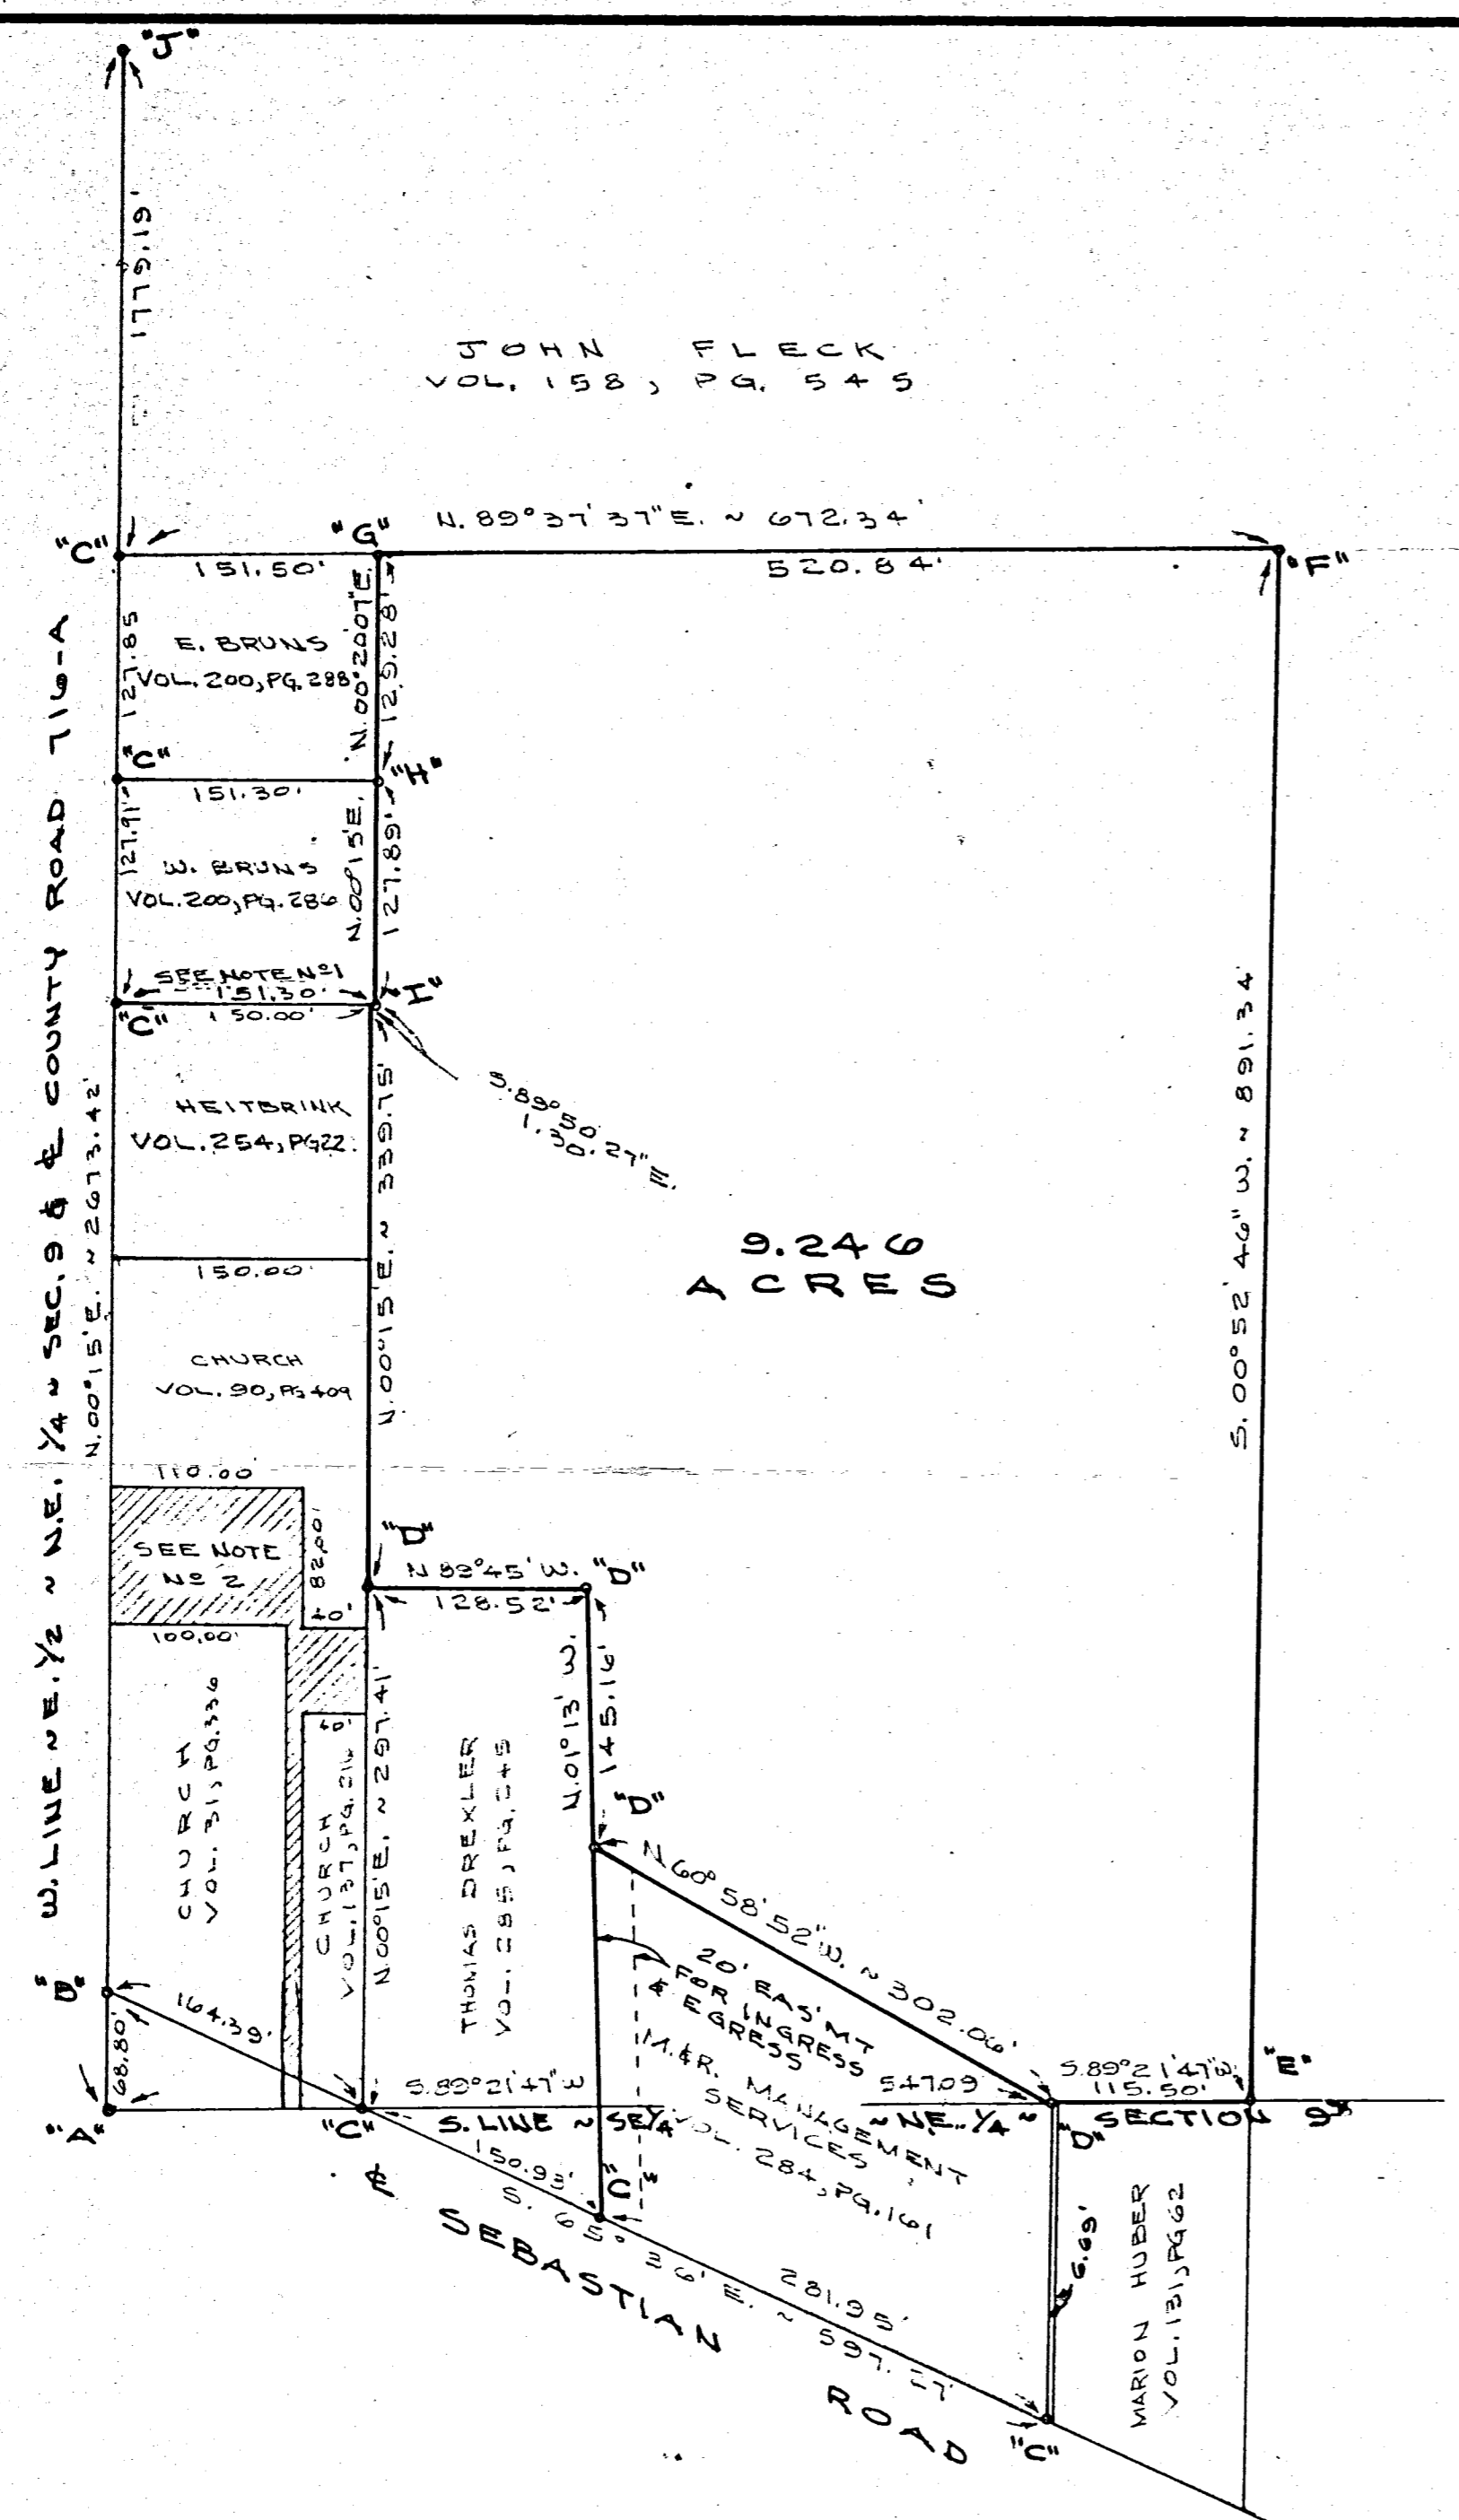 "J"
1779.19'
JOHN FLECK
VOL. 158, PG. 545
N. 89°37'37"E. ~ 672.34'
"C"
"G"
"F"
151.50'
520.84'
E. BRUNS
VOL. 200, PG. 288
127.85
N.00°20'07"E.
129.28'
"C"
"H"
151.30'
127.91'
W. BRUNS
VOL. 200, PG. 286
N.00°15'E.
127.89'
SEE NOTE Nº1
151.30'
"C"
150.00'
"I"
S.89°50'27"E.
1.30'
HEITBRINK
VOL. 254, PG22
N.00°15'E. ~ 339.75'
9.246
ACRES
S. 00°52'46" W. ~ 891.34'
W. LINE ~ E. 1/2 ~ N.E. 1/4 ~ SEC. 9 & ℄ COUNTY ROAD 716-A
N.00°15'E. ~ 2673.42'
150.00'
CHURCH
VOL. 90, PG 409
110.00'
SEE NOTE
Nº 2
82.00'
40'
"D"
N 89°45' W.
"D"
128.52'
100.00'
N.01°13' W.
145.16'
CHURCH
VOL. 31, PG. 336
CHURCH
VOL. 137, PG. 216
N.00°15'E. ~ 297.41'
THOMAS DREXLER
VOL. 285, PG. 245
"D"
N 60°58'52"W. ~ 302.06'
20' EAS'MT
FOR INGRESS
& EGRESS
M.&R. MANAGEMENT
SERVICES
VOL. 284, PG. 161
"B"
164.39'
68.80'
"A"
"C"
S.89°21'47"W
547.09
S.89°21'47"W.
115.50'
"E"
S. LINE ~ SE 1/4 ~ N.E. 1/4 ~ SECTION 9
"D"
150.93'
"C"
S. 65°26' E. ~ 597.27'
281.95'
℄ SEBASTIAN ROAD
6.69'
"C"
MARION HUBER
VOL. 131, PG 62